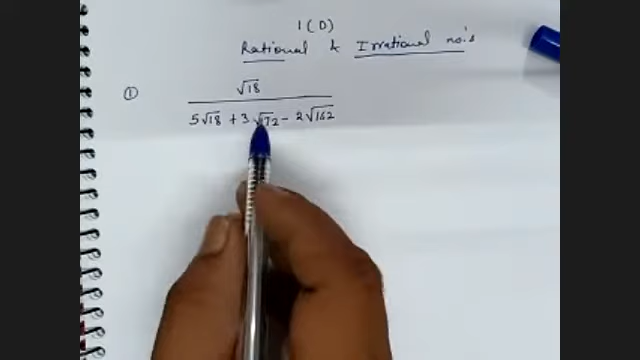 1(D)
Rational & Irrational no.'s
① √18
5√18 + 3√72 - 2√162